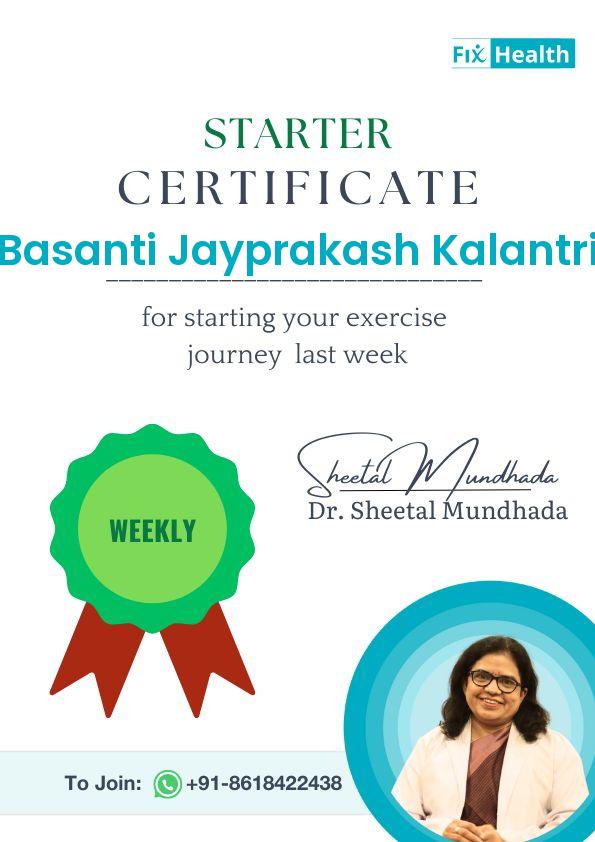 Fix Health
STARTER
CERTIFICATE
Basanti Jayprakash Kalantri
for starting your exercise
journey last week
WEEKLY
Sheetal Mundhada
Dr. Sheetal Mundhada
To Join: +91-8618422438